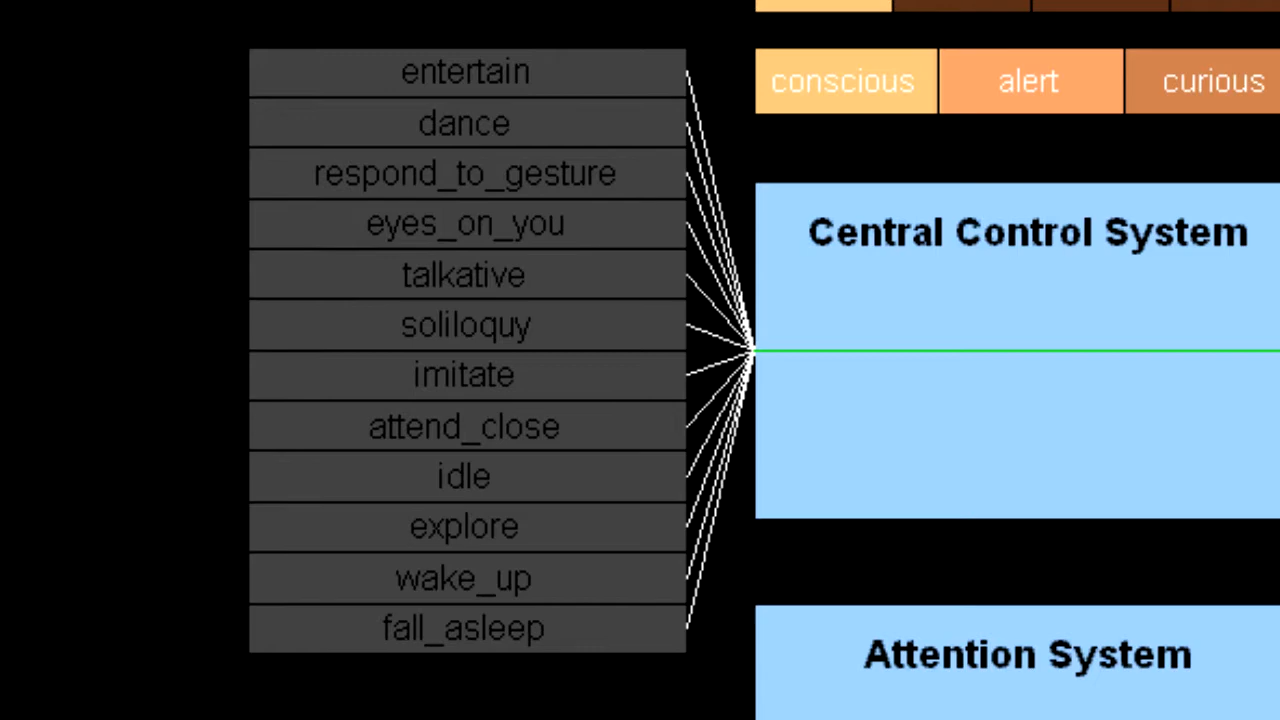 entertain
dance
respond_to_gesture
eyes_on_you
talkative
soliloquy
imitate
attend_close
idle
explore
wake_up
fall_asleep
conscious
alert
curious
Central Control System
Attention System